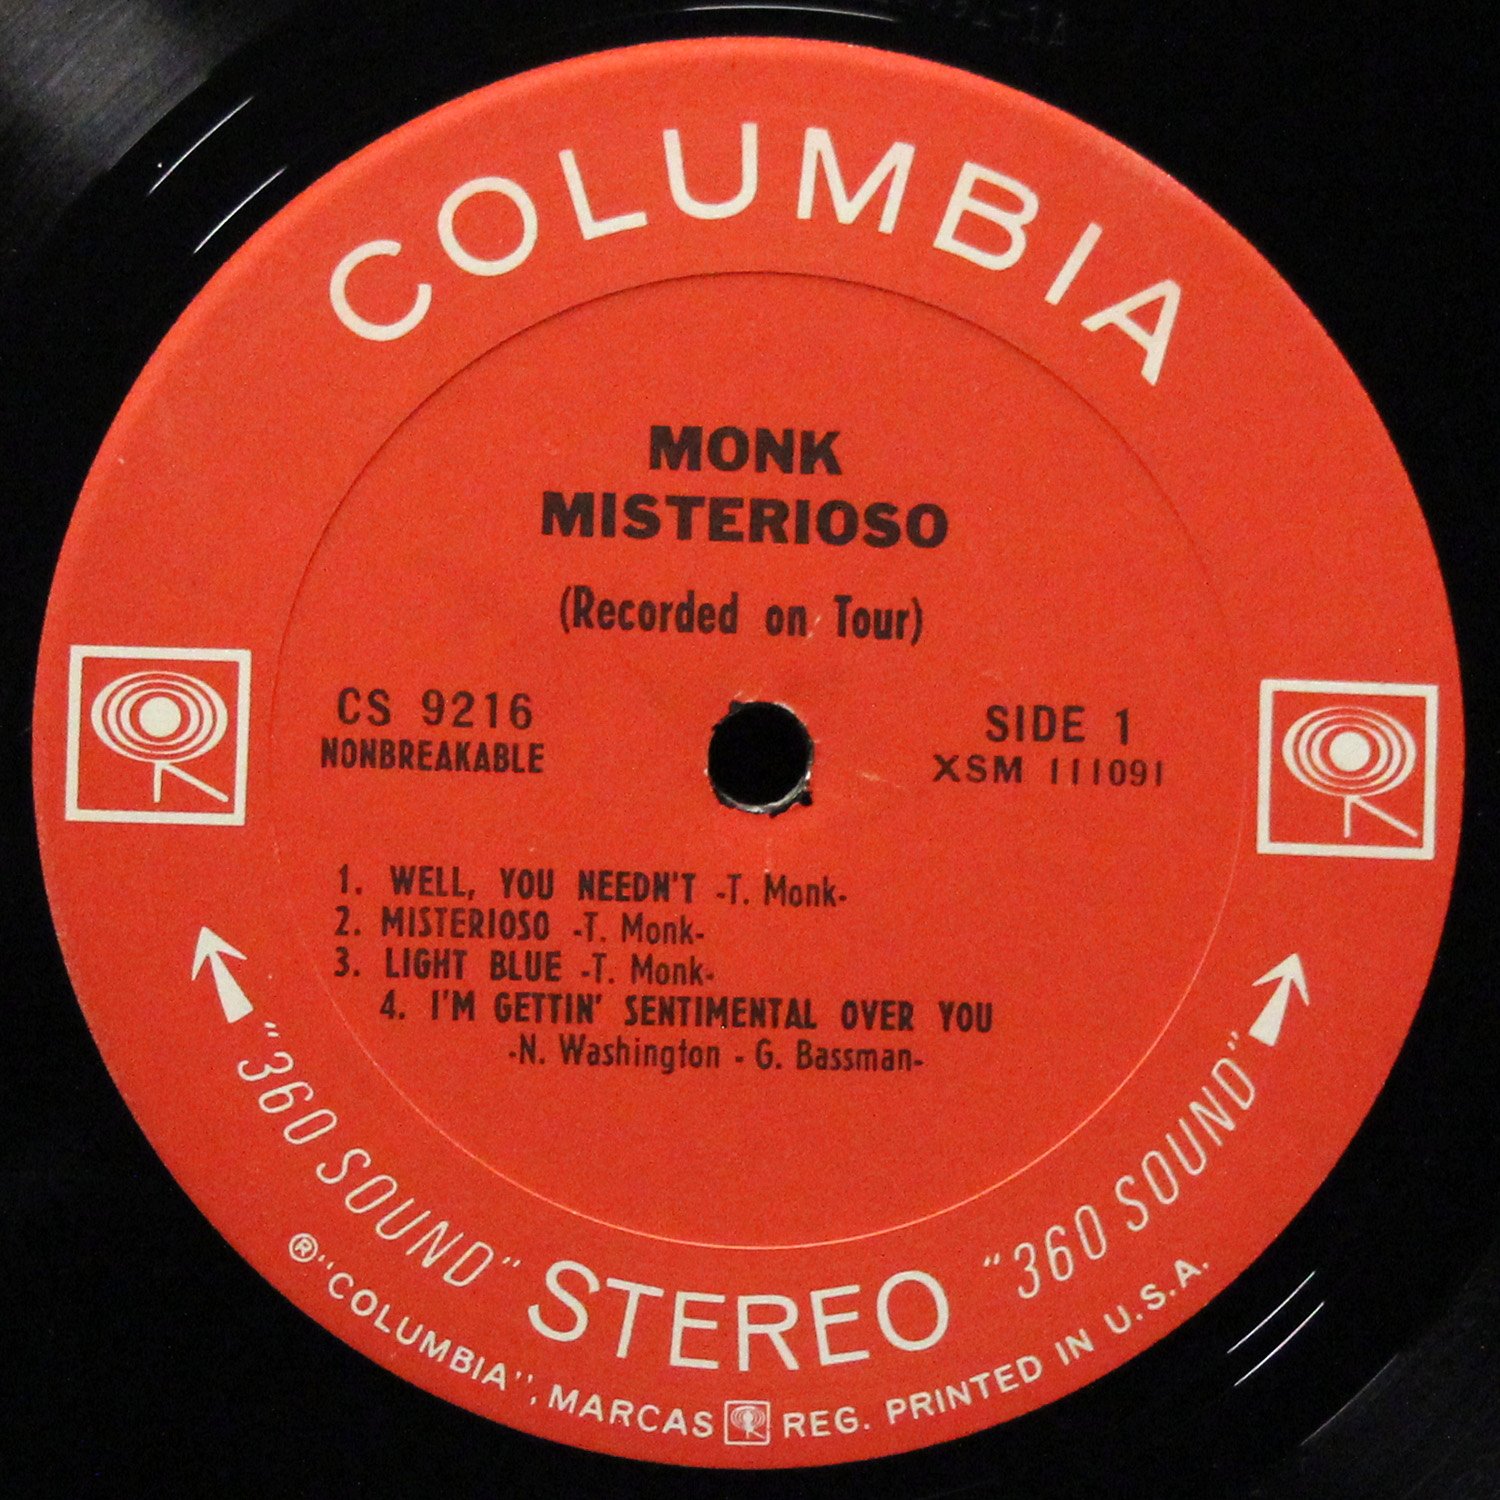 COLUMBIA
MONK
MISTERIOSO
(Recorded on Tour)
CS 9216
NONBREAKABLE
SIDE 1
XSM 111091
1. WELL, YOU NEEDN'T -T. Monk-
2. MISTERIOSO -T. Monk-
3. LIGHT BLUE -T. Monk-
4. I'M GETTIN' SENTIMENTAL OVER YOU
-N. Washington - G. Bassman-
"360 SOUND" STEREO "360 SOUND"
® "COLUMBIA", MARCAS REG. PRINTED IN U.S.A.